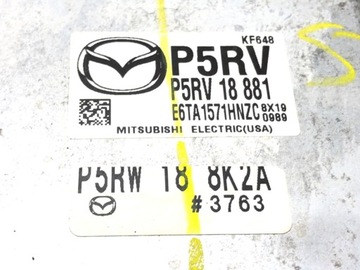 KF648
P5RV
P5RV 18 881
E6TA1571HNZC 8X19
0989
MITSUBISHI ELECTRIC(USA)
P5RW 18 8K2A
#3763
S